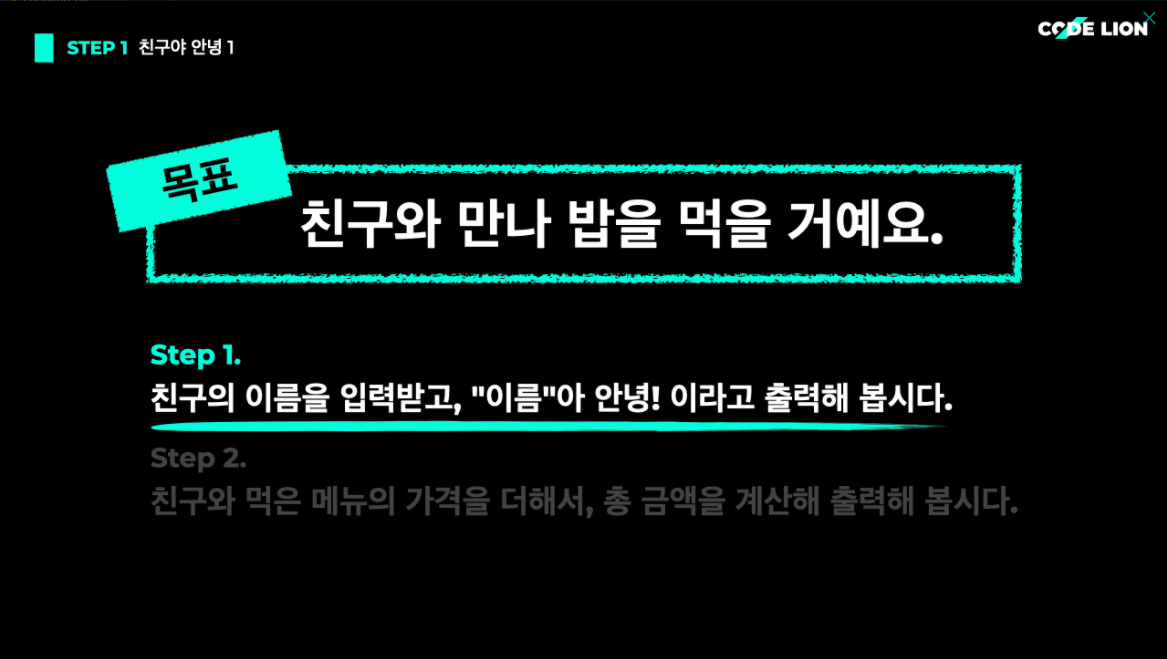 STEP 1 친구야 안녕 1
CODE LION
목표
친구와 만나 밥을 먹을 거예요.
Step 1.
친구의 이름을 입력받고, "이름"아 안녕! 이라고 출력해 봅시다.
Step 2.
친구와 먹은 메뉴의 가격을 더해서, 총 금액을 계산해 출력해 봅시다.